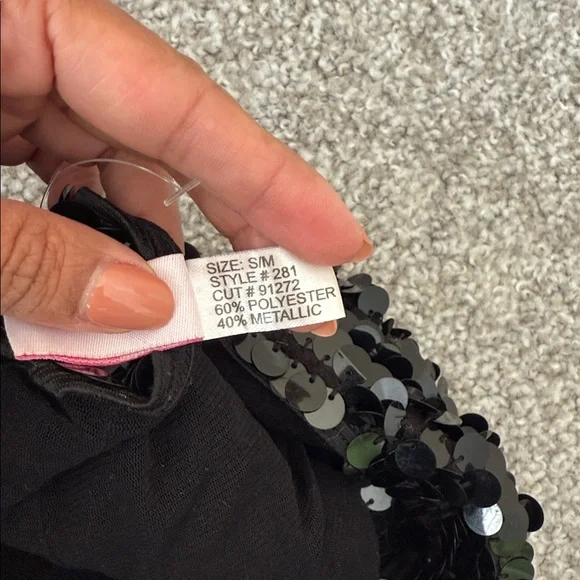 SIZE: S/M
STYLE # 281
CUT # 91272
60% POLYESTER
40% METALLIC